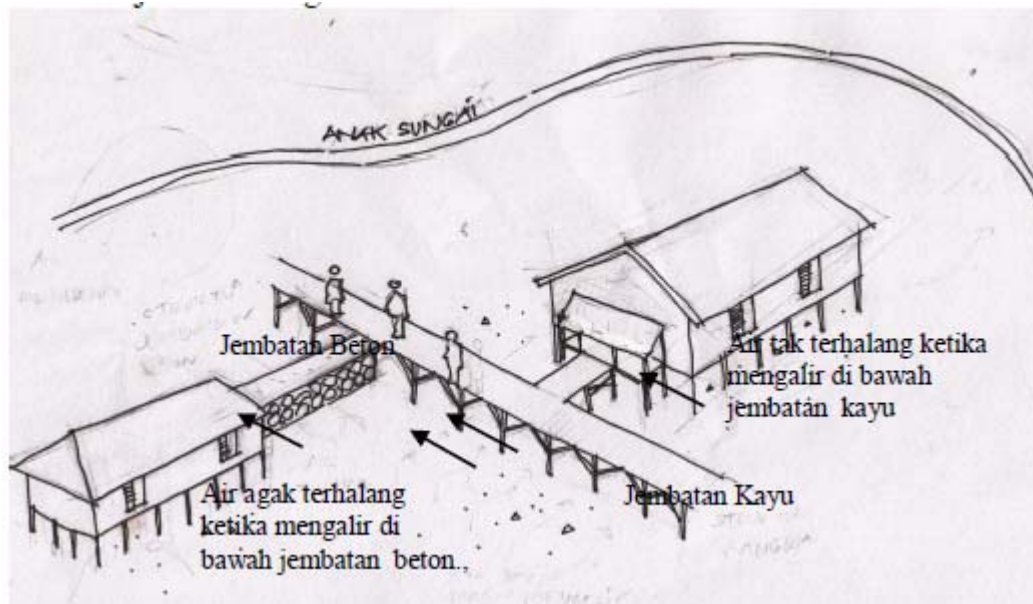 ANAK SUNGAI
Jembatan Beton
Air tak terhalang ketika
mengalir di bawah
jembatan kayu
Air agak terhalang
ketika mengalir di
bawah jembatan beton.,
Jembatan Kayu